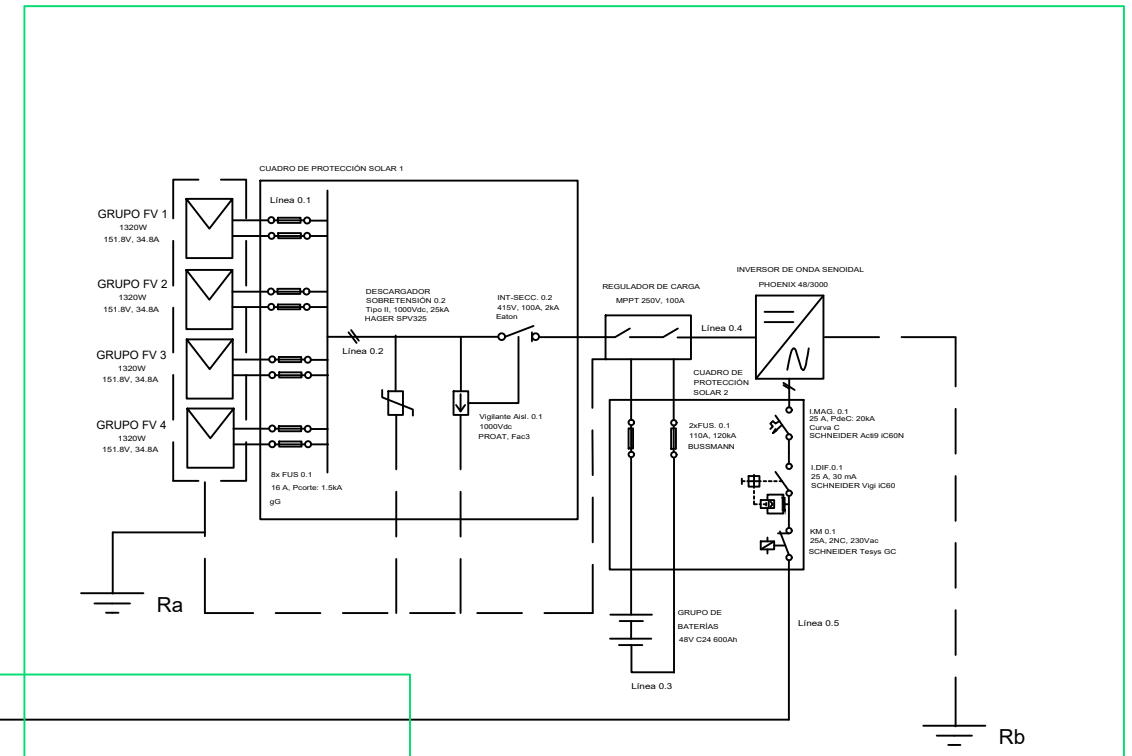 CUADRO DE PROTECCIÓN SOLAR 1
Línea 0.1
GRUPO FV 1
1320W
151.8V, 34.8A
GRUPO FV 2
1320W
151.8V, 34.8A
GRUPO FV 3
1320W
151.8V, 34.8A
GRUPO FV 4
1320W
151.8V, 34.8A
8x FUS 0.1
16 A, Pcorte: 1.5kA
gG
DESCARGADOR
SOBRETENSIÓN 0.2
Tipo II, 1000Vdc, 25kA
HAGER SPV325
Línea 0.2
INT-SECC. 0.2
415V, 100A, 2kA
Eaton
Vigilante Aisl. 0.1
1000Vdc
PROAT, Fac3
REGULADOR DE CARGA
MPPT 250V, 100A
Línea 0.4
INVERSOR DE ONDA SENOIDAL
PHOENIX 48/3000
CUADRO DE
PROTECCIÓN
SOLAR 2
2xFUS. 0.1
110A, 120kA
BUSSMANN
I.MAG. 0.1
25 A, PdeC: 20kA
Curva C
SCHNEIDER Acti9 iC60N
I.DIF.0.1
25 A, 30 mA
SCHNEIDER Vigi iC60
KM 0.1
25A, 2NC, 230Vac
SCHNEIDER Tesys GC
GRUPO DE
BATERÍAS
48V C24 600Ah
Línea 0.3
Línea 0.5
Ra
Rb